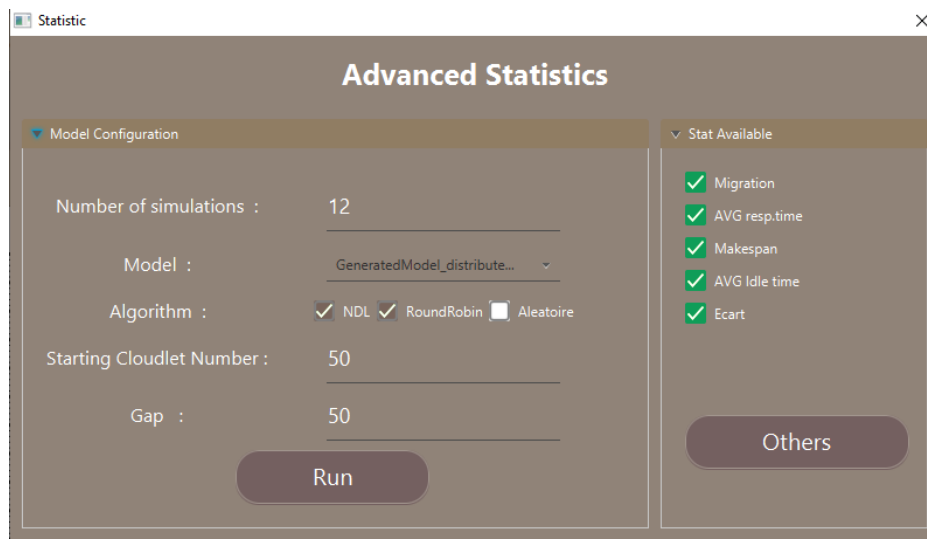 Statistic
Advanced Statistics
Model Configuration
Number of simulations : 12
Model : GeneratedModel_distribute...
Algorithm : NDL RoundRobin Aleatoire
Starting Cloudlet Number : 50
Gap : 50
Run
Stat Available
Migration
AVG resp.time
Makespan
AVG Idle time
Ecart
Others